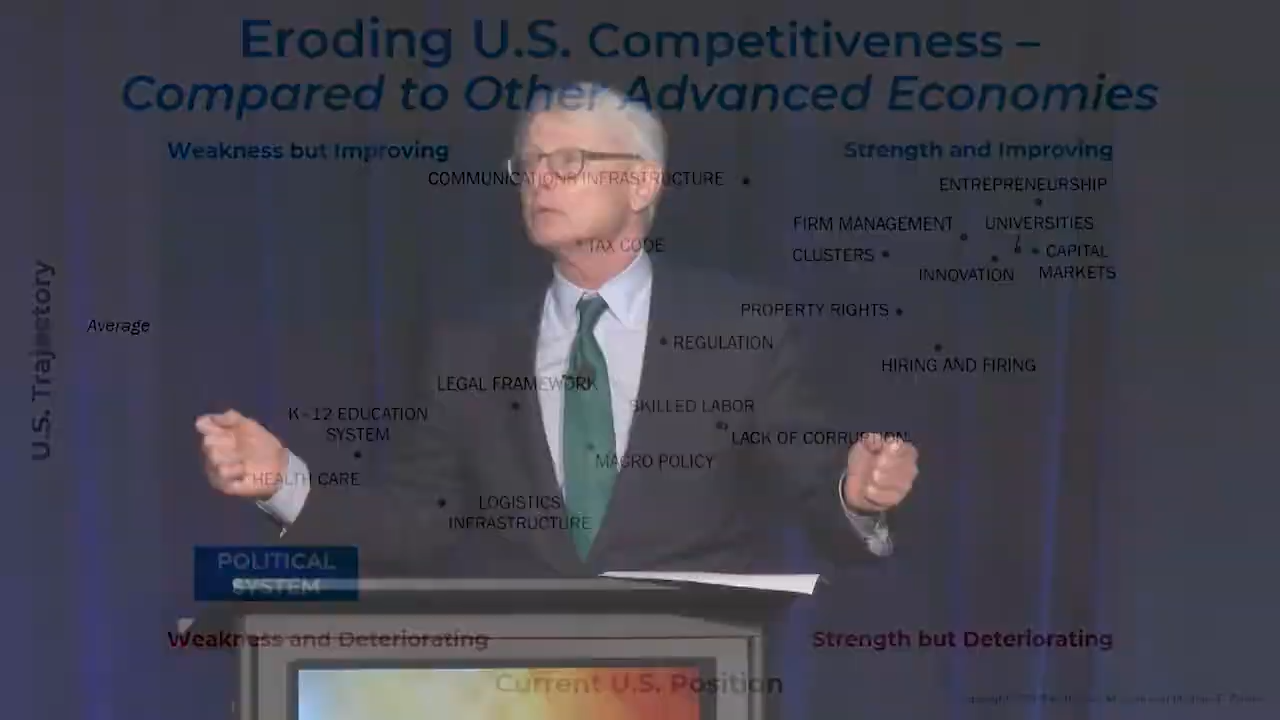 Eroding U.S. Competitiveness –
Compared to Other Advanced Economies
Weakness but Improving
Strength and Improving
COMMUNICATIONS INFRASTRUCTURE
ENTREPRENEURSHIP
FIRM MANAGEMENT
UNIVERSITIES
TAX CODE
CLUSTERS
CAPITAL
MARKETS
INNOVATION
PROPERTY RIGHTS
Average
U.S. Trajectory
REGULATION
HIRING AND FIRING
LEGAL FRAMEWORK
SKILLED LABOR
K-12 EDUCATION
SYSTEM
LACK OF CORRUPTION
MACRO POLICY
HEALTH CARE
LOGISTICS
INFRASTRUCTURE
POLITICAL
SYSTEM
Weakness and Deteriorating
Strength but Deteriorating
Current U.S. Position